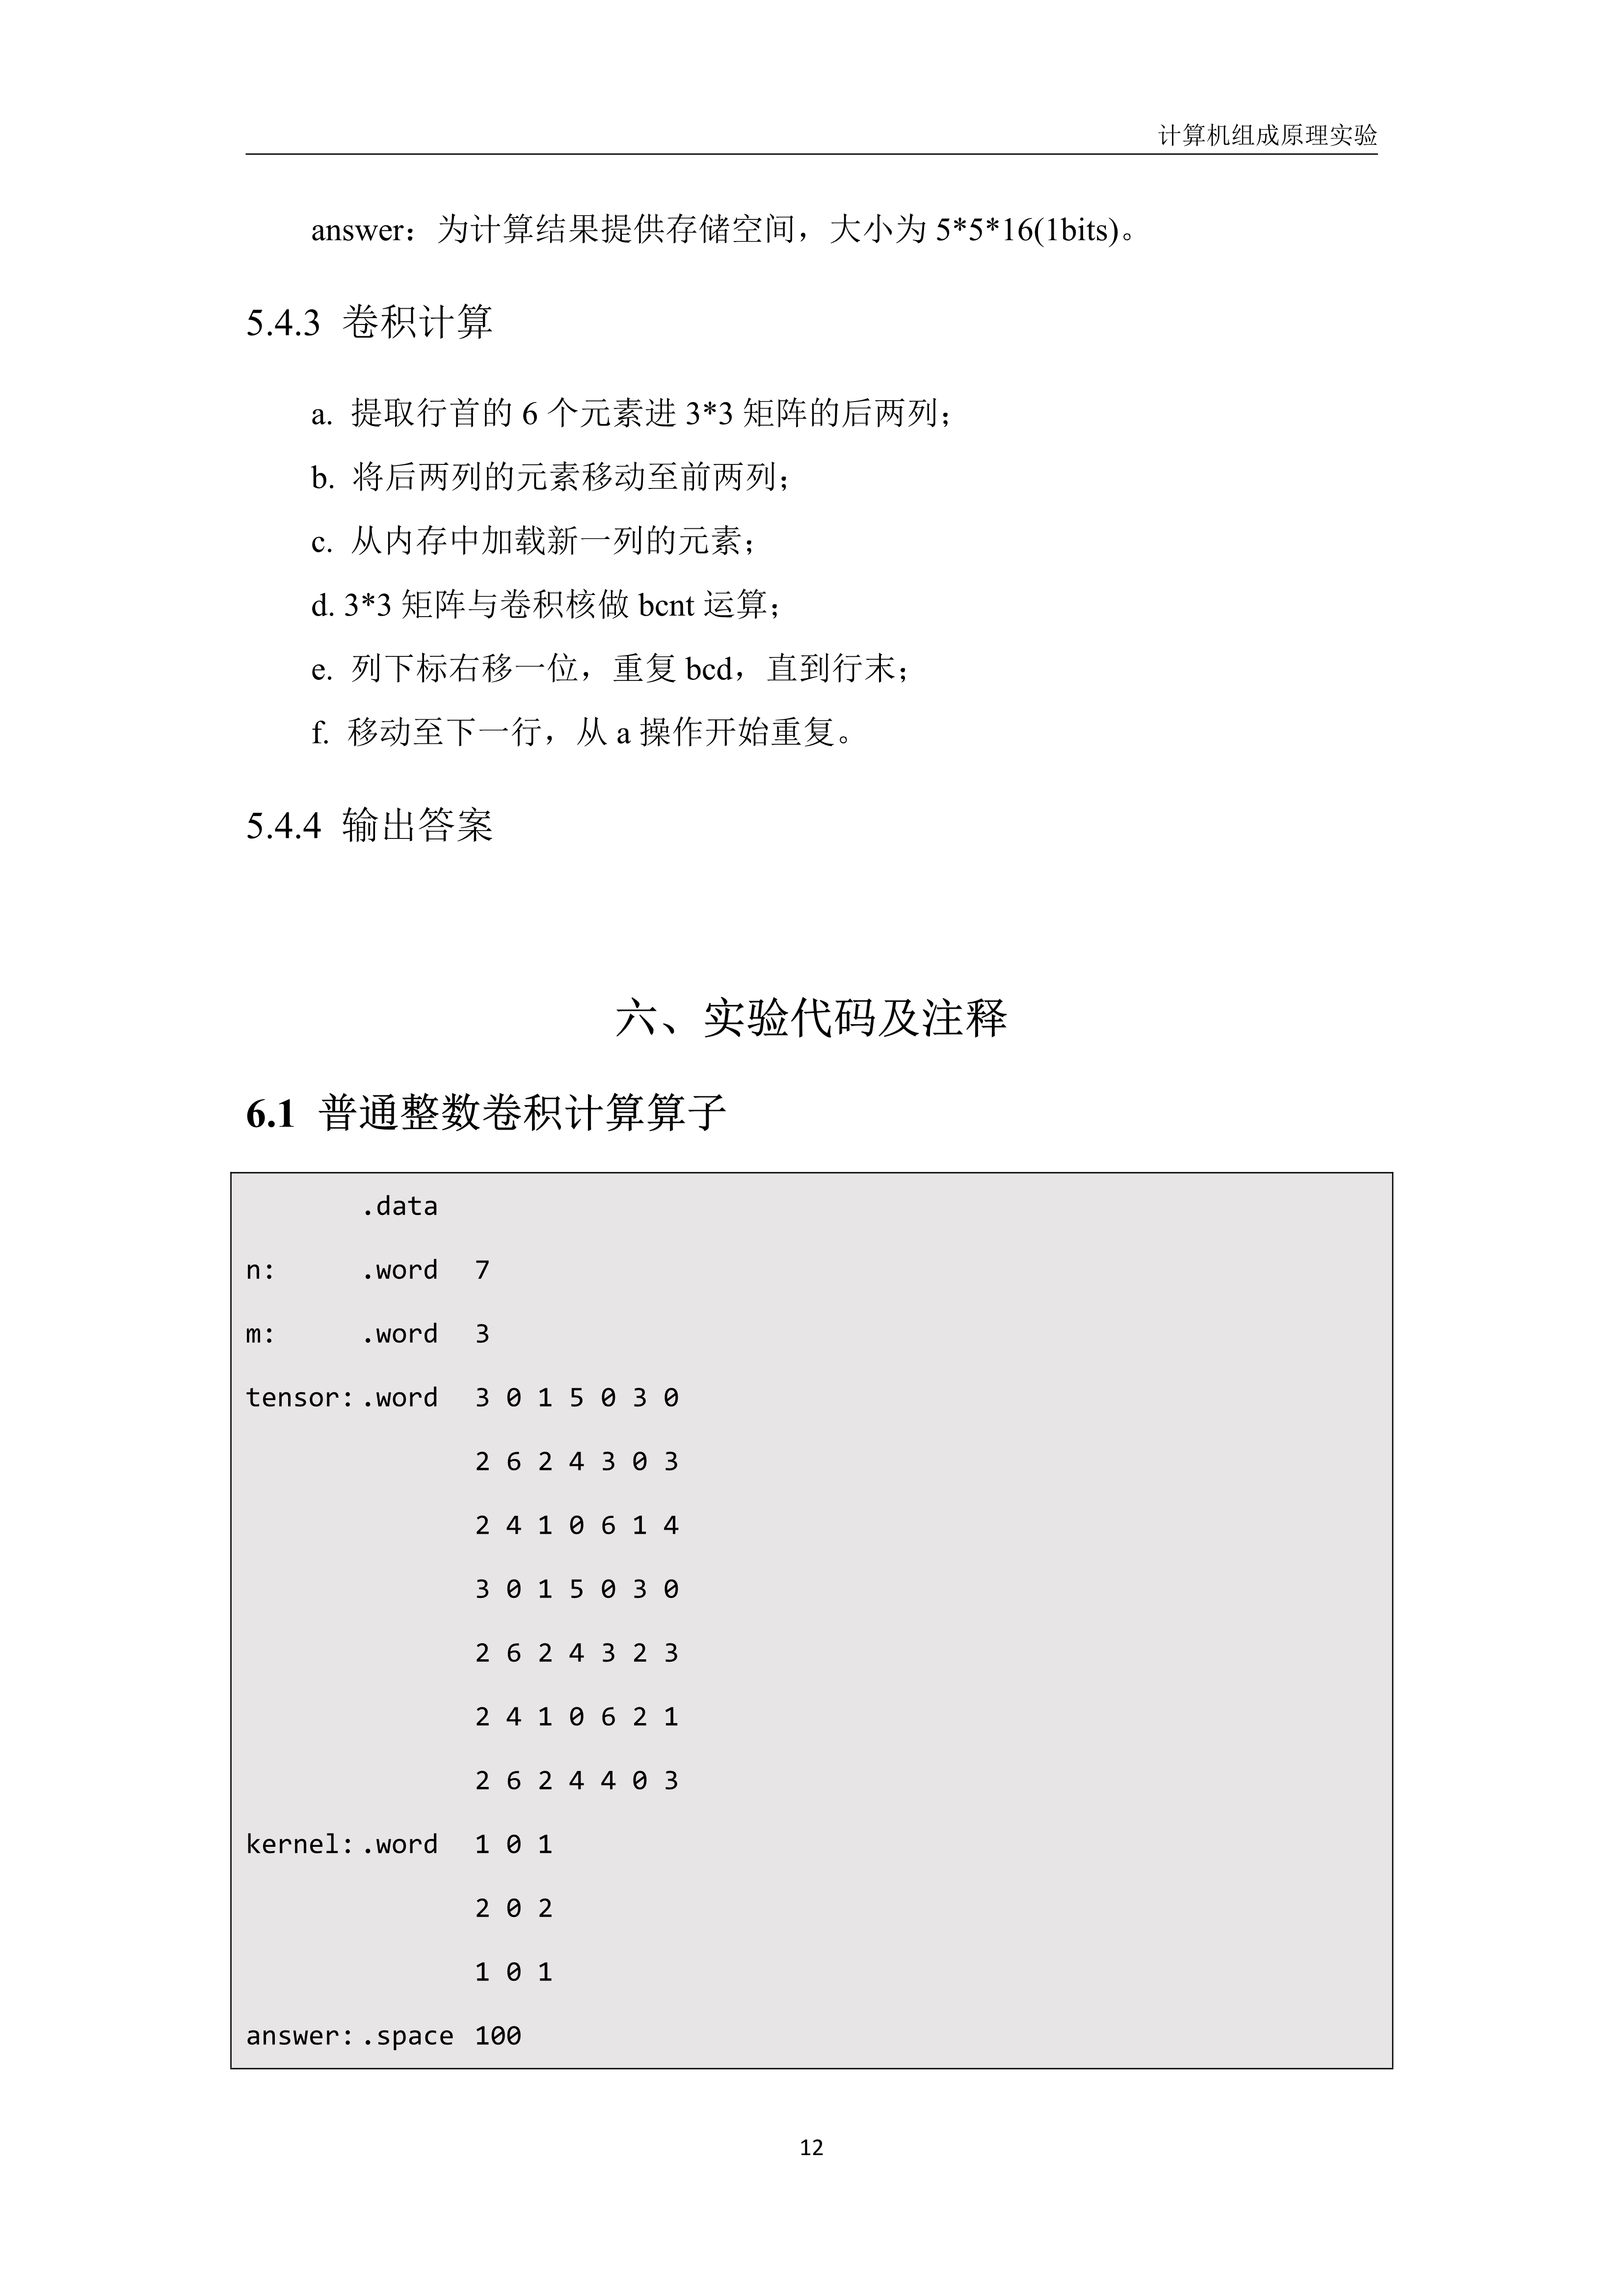 计算机组成原理实验
answer：为计算结果提供存储空间，大小为 5*5*16(1bits)。
5.4.3 卷积计算
a. 提取行首的 6 个元素进 3*3 矩阵的后两列；
b. 将后两列的元素移动至前两列；
c. 从内存中加载新一列的元素；
d. 3*3 矩阵与卷积核做 bcnt 运算；
e. 列下标右移一位，重复 bcd，直到行末；
f. 移动至下一行，从 a 操作开始重复。
5.4.4 输出答案
六、实验代码及注释
6.1 普通整数卷积计算算子
.data
n: .word 7
m: .word 3
tensor: .word 3 0 1 5 0 3 0
2 6 2 4 3 0 3
2 4 1 0 6 1 4
3 0 1 5 0 3 0
2 6 2 4 3 2 3
2 4 1 0 6 2 1
2 6 2 4 4 0 3
kernel: .word 1 0 1
2 0 2
1 0 1
answer: .space 100
12